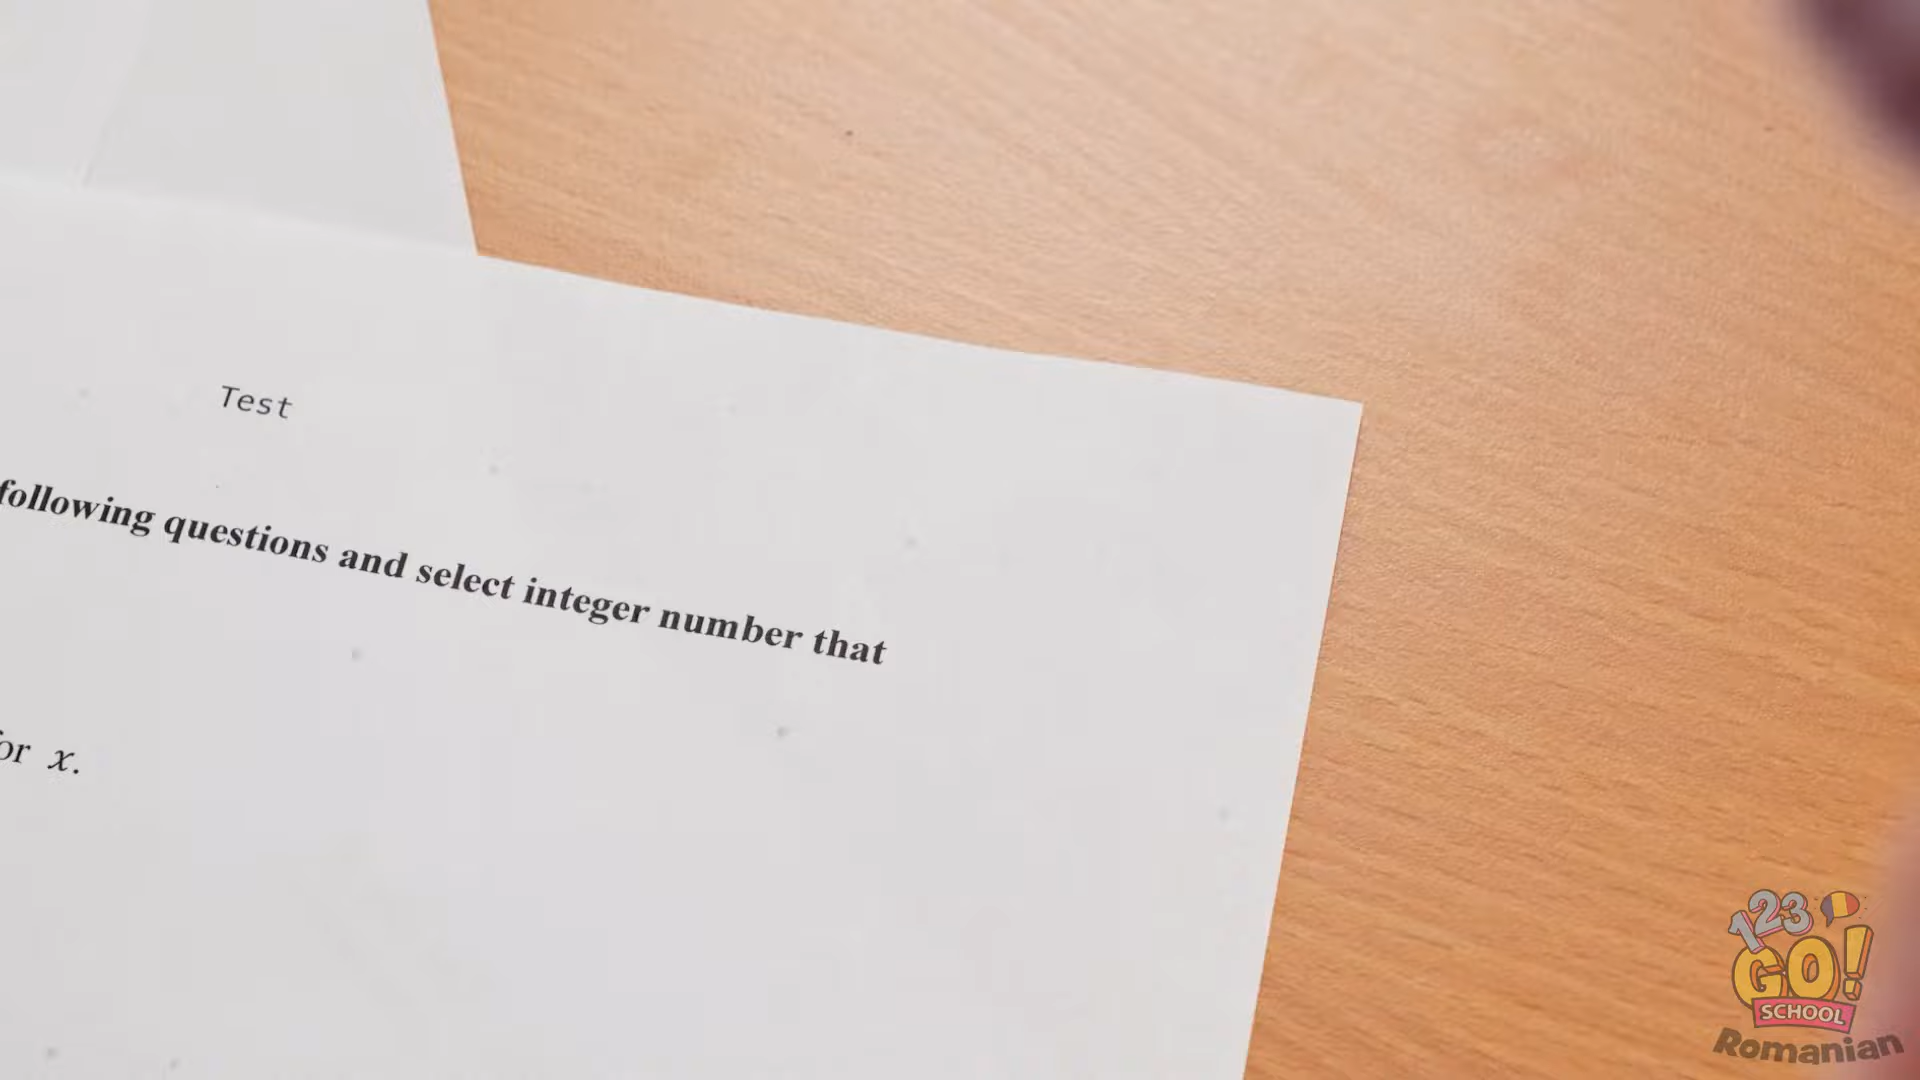 Test
following questions and select integer number that
or x.
123
GO!
SCHOOL
Romanian